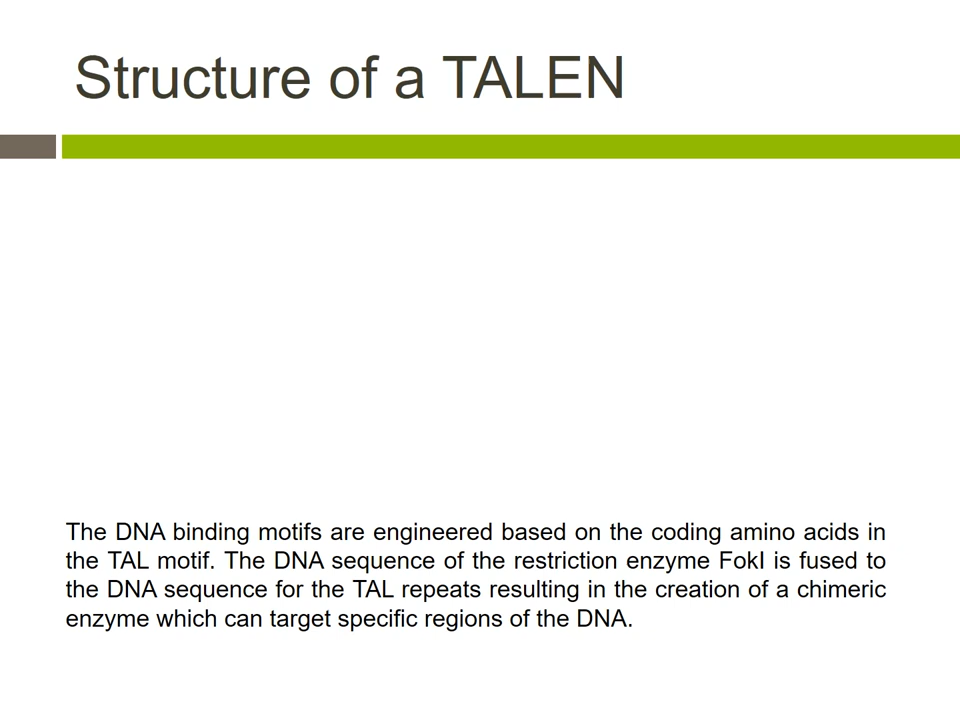 Structure of a TALEN
The DNA binding motifs are engineered based on the coding amino acids in
the TAL motif. The DNA sequence of the restriction enzyme FokI is fused to
the DNA sequence for the TAL repeats resulting in the creation of a chimeric
enzyme which can target specific regions of the DNA.